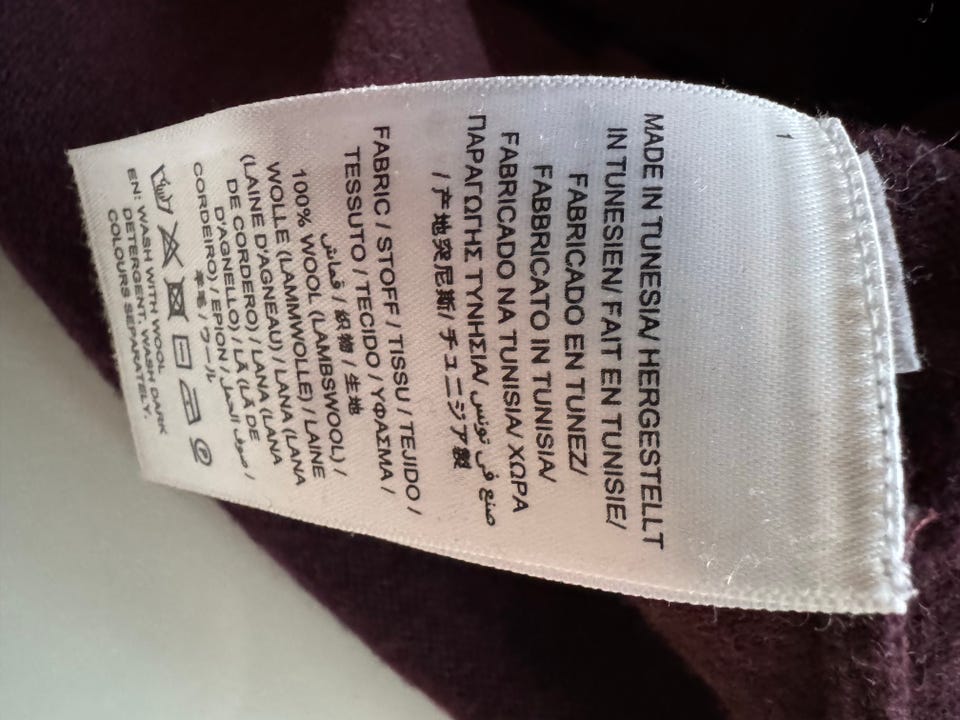 1
MADE IN TUNESIA/ HERGESTELLT
IN TUNESIEN/ FAIT EN TUNISIE/
FABRICADO EN TUNEZ/
FABBRICATO IN TUNISIA/
FABRICADO NA TUNISIA/ ΧΩΡΑ
ΠΑΡΑΓΩΓΗΣ ΤΥΝΗΣΙΑ/ صنع في تونس
/ 产地突尼斯/ チュニジア製
FABRIC / STOFF / TISSU / TEJIDO /
TESSUTO / TECIDO / ΥΦΑΣΜΑ /
قماش / 织物 / 生地
100% WOOL (LAMBSWOOL) /
WOLLE (LAMMWOLLE) / LAINE
(LAINE D'AGNEAU) / LANA (LANA
DE CORDERO) / LANA (LANA
D'AGNELLO) / LÃ (LÃ DE
CORDEIRO) / EPION / صوف الحمل /
羊毛 / ウール
EN: WASH WITH WOOL
DETERGENT. WASH DARK
COLOURS SEPARATELY.